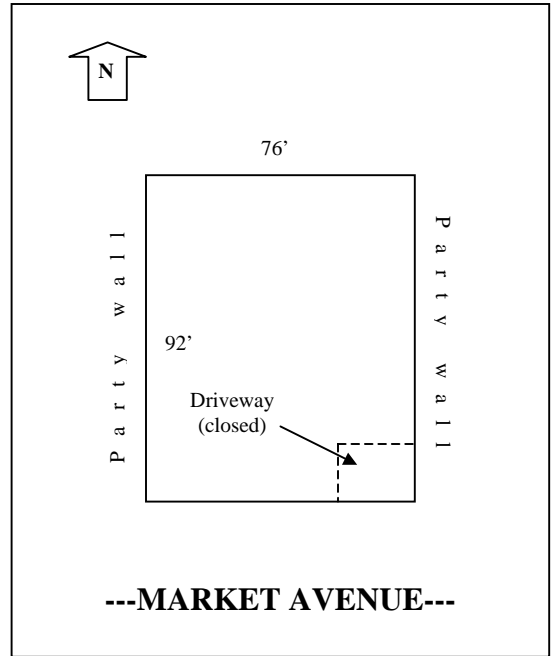 N
76’
Party wall
Party wall
92’
Driveway
(closed)
---MARKET AVENUE---